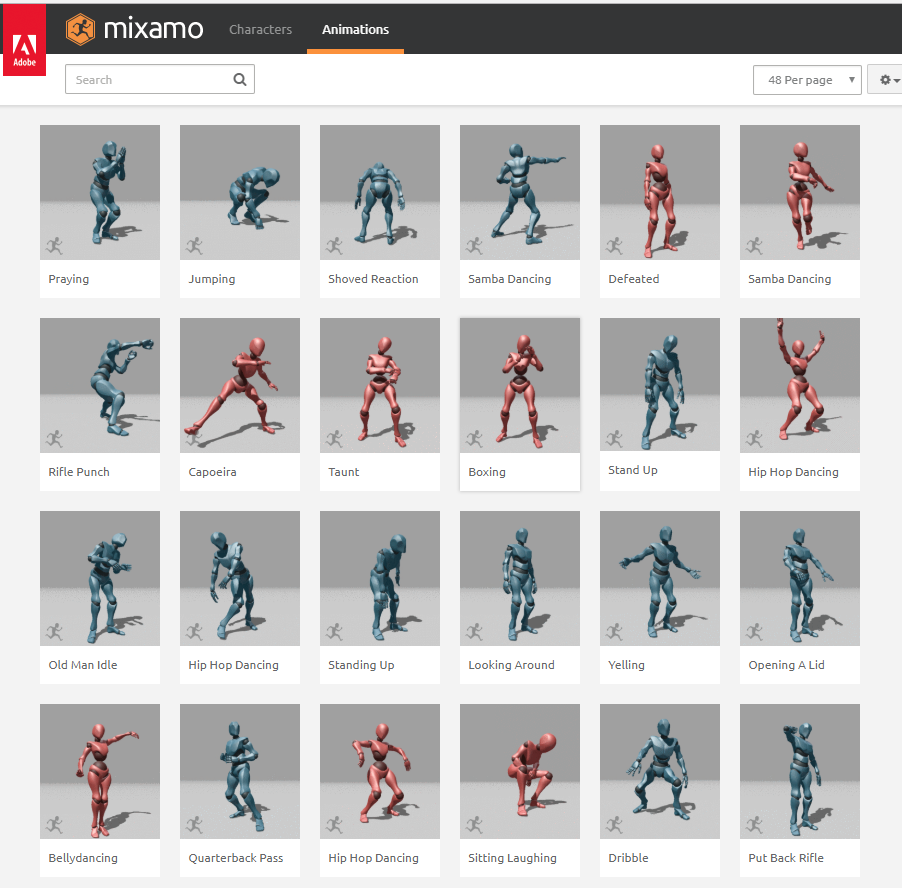 mixamo
Characters
Animations
Adobe
Search
48 Per page
Praying
Jumping
Shoved Reaction
Samba Dancing
Defeated
Samba Dancing
Rifle Punch
Capoeira
Taunt
Boxing
Stand Up
Hip Hop Dancing
Old Man Idle
Hip Hop Dancing
Standing Up
Looking Around
Yelling
Opening A Lid
Bellydancing
Quarterback Pass
Hip Hop Dancing
Sitting Laughing
Dribble
Put Back Rifle